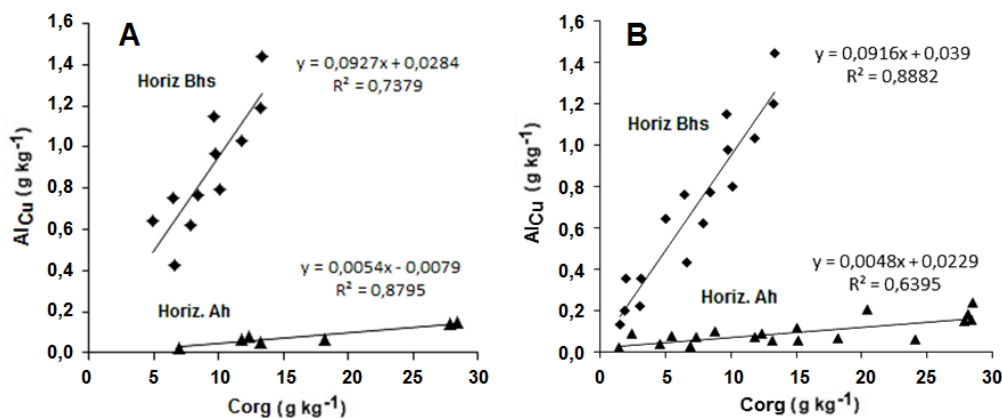 A
B
1,6
1,4
1,2
1,0
0,8
0,6
0,4
0,2
0,0
Al Cu (g kg-1)
y = 0,0927x + 0,0284
R² = 0,7379
Horiz Bhs
y = 0,0054x - 0,0079
R² = 0,8795
Horiz. Ah
0 5 10 15 20 25 30
Corg (g kg-1)
1,6
1,4
1,2
1,0
0,8
0,6
0,4
0,2
0,0
AlCu (g kg-1)
y = 0,0916x + 0,039
R² = 0,8882
Horiz Bhs
y = 0,0048x + 0,0229
R² = 0,6395
Horiz. Ah
0 5 10 15 20 25 30
Corg (g kg-1)